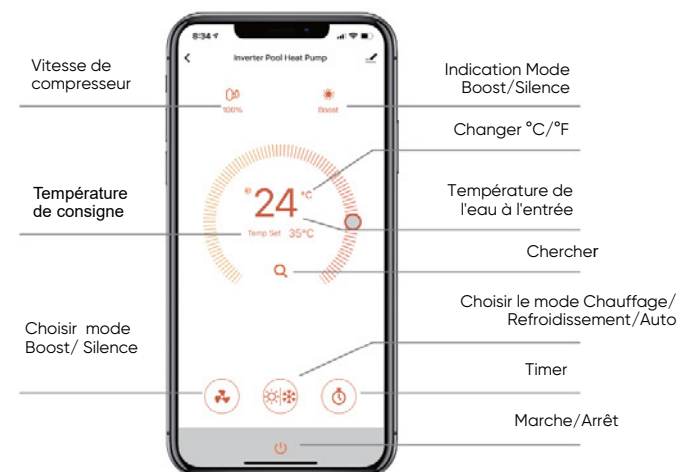 8:34
Inverter Pool Heat Pump
Vitesse de
compresseur
100%
Boost
Indication Mode
Boost/Silence
Changer °C/°F
Température
de consigne
24 °C
Temp Set 35°C
Température de
l'eau à l'entrée
Chercher
Choisir le mode Chauffage/
Refroidissement/Auto
Choisir mode
Boost/ Silence
Timer
Marche/Arrêt